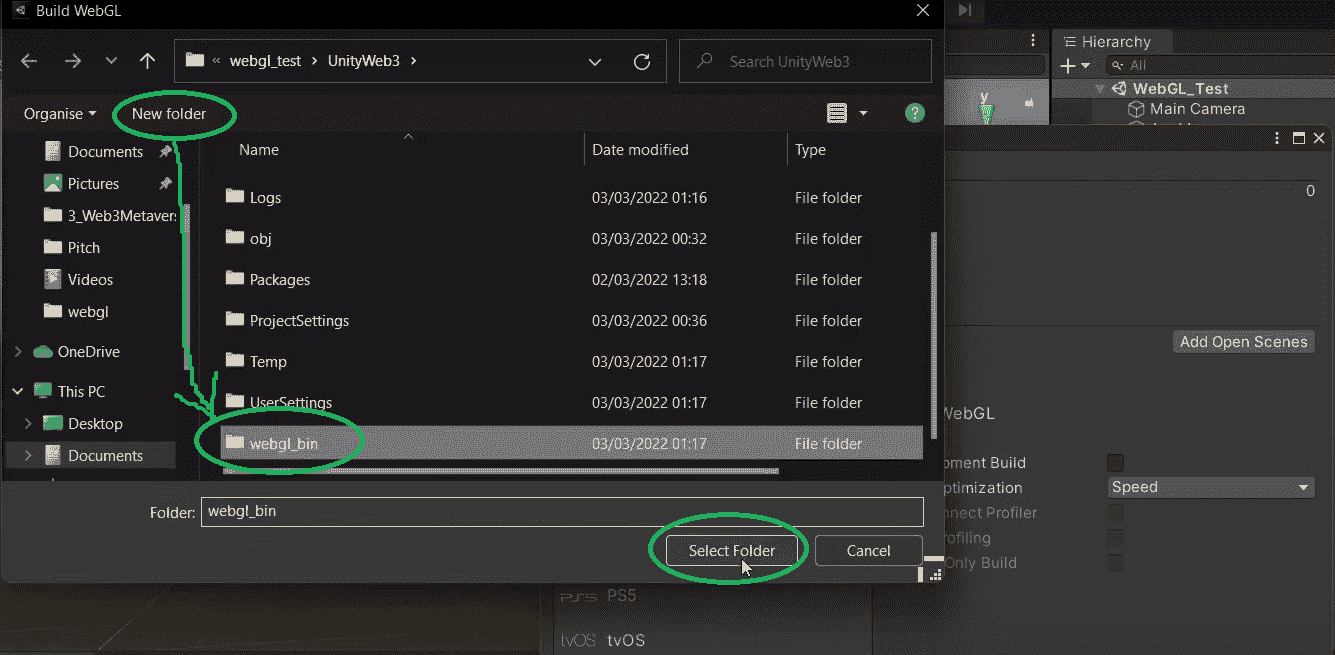 Build WebGL
« webgl_test › UnityWeb3 ›
Search UnityWeb3
Organise
New folder
Documents
Pictures
3_Web3Metaver
Pitch
Videos
webgl
OneDrive
This PC
Desktop
Documents
Name Date modified Type
Logs 03/03/2022 01:16 File folder
obj 03/03/2022 00:32 File folder
Packages 02/03/2022 13:18 File folder
ProjectSettings 03/03/2022 00:36 File folder
Temp 03/03/2022 01:17 File folder
UserSettings 03/03/2022 01:17 File folder
webgl_bin 03/03/2022 01:17 File folder
Folder: webgl_bin
Select Folder Cancel
Hierarchy
All
y
WebGL_Test
Main Camera
0
Add Open Scenes
WebGL
oment Build
ptimization Speed
nnect Profiler
rofiling
Only Build
PS5 PS5
tvOS tvOS